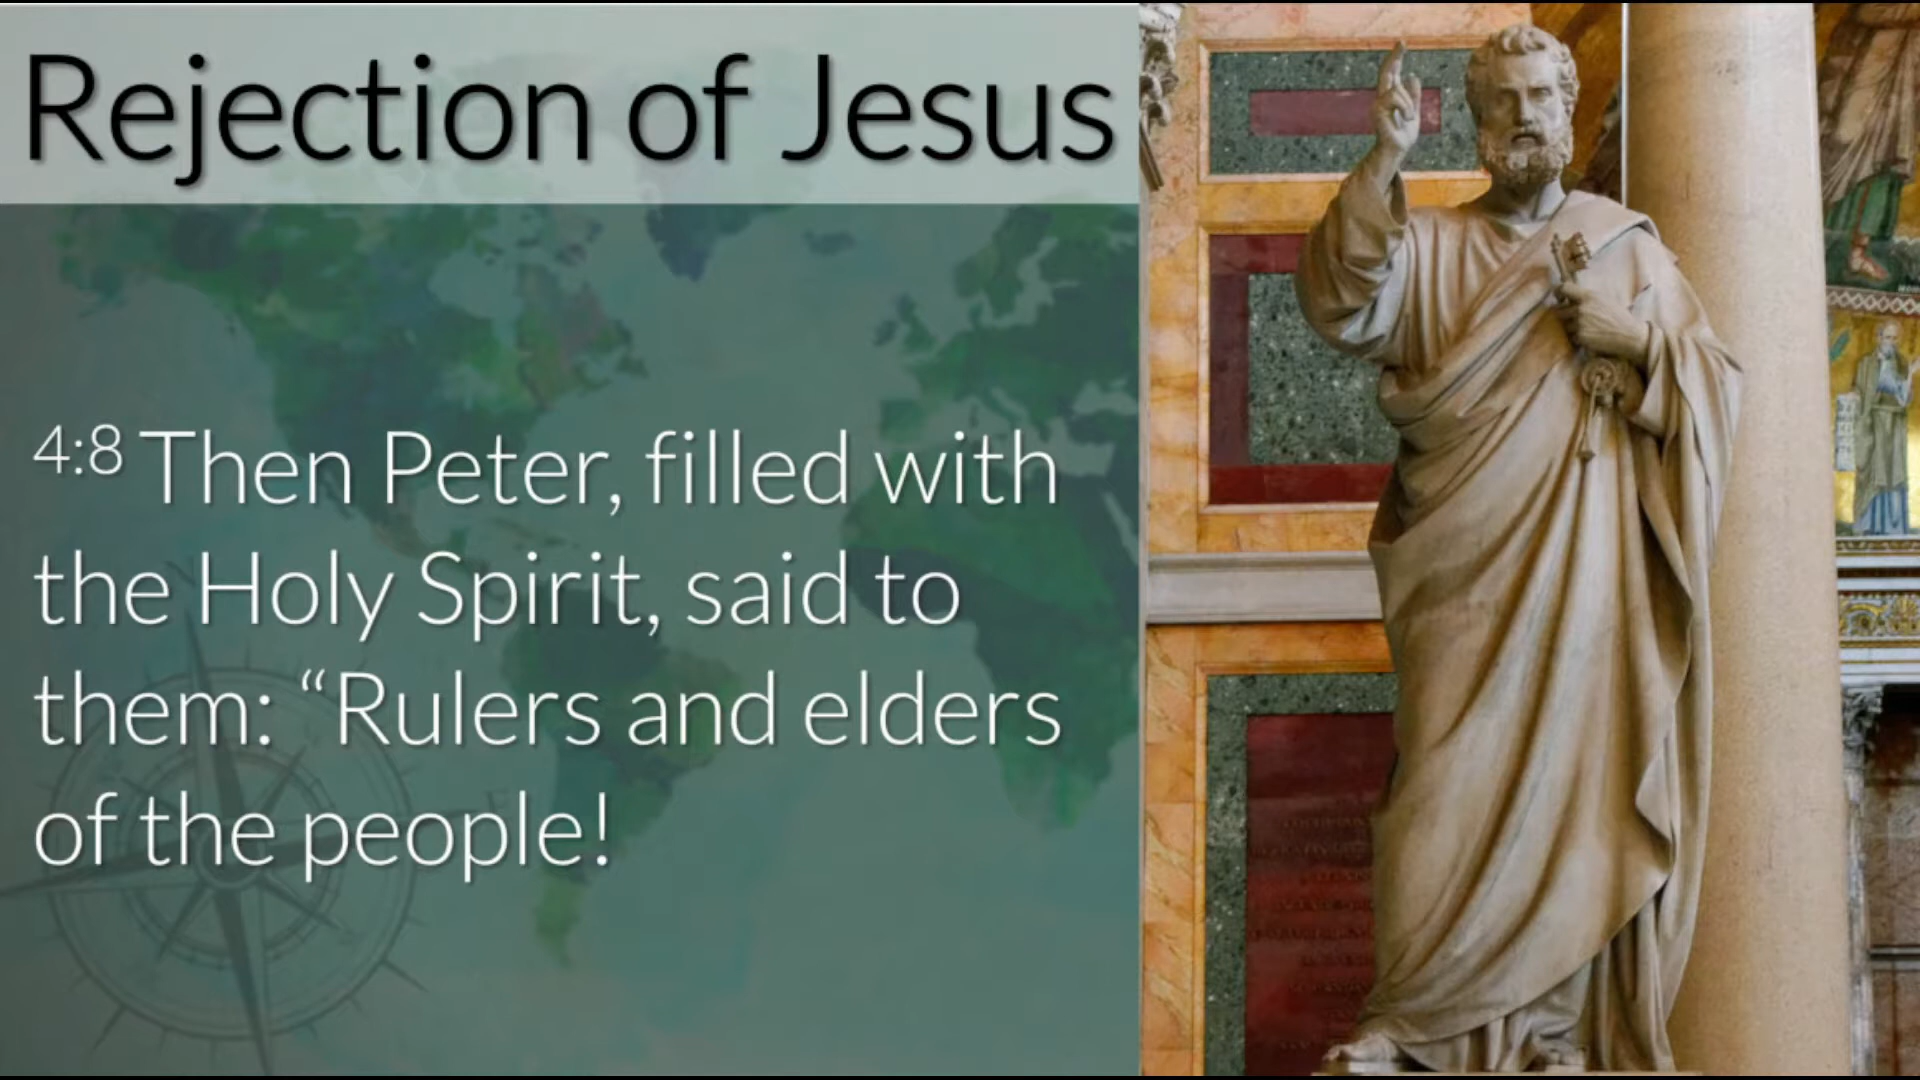 Rejection of Jesus
4:8 Then Peter, filled with
the Holy Spirit, said to
them: “Rulers and elders
of the people!
E